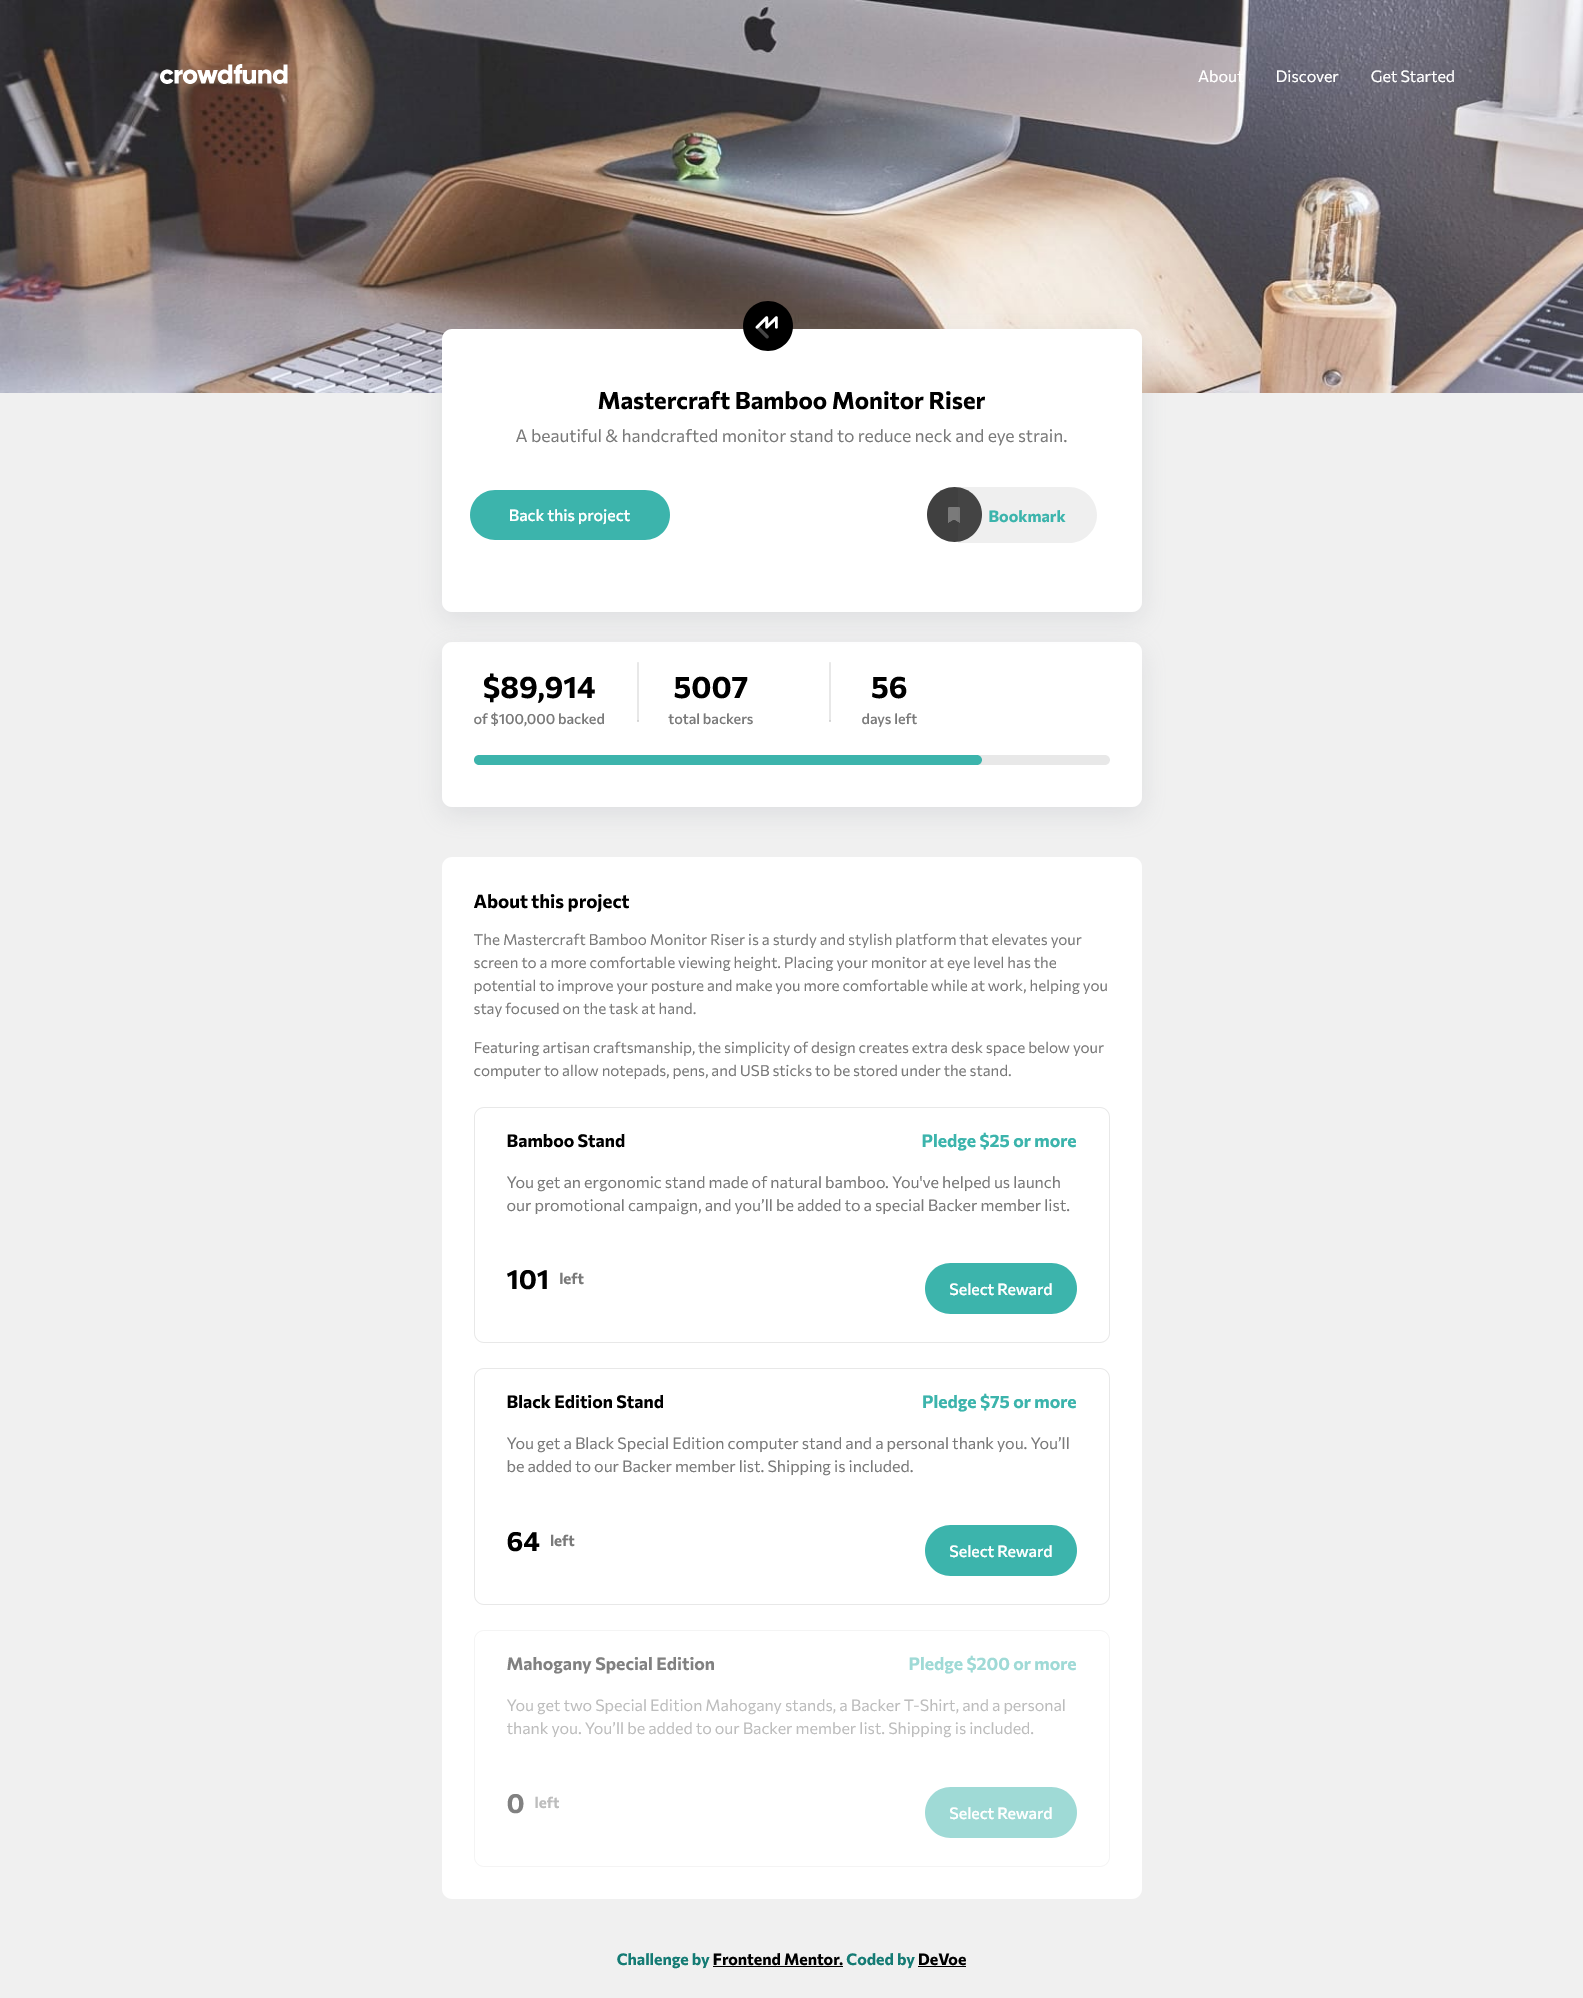 crowdfund
About Discover Get Started
Mastercraft Bamboo Monitor Riser
A beautiful & handcrafted monitor stand to reduce neck and eye strain.
Back this project
Bookmark
$89,914
of $100,000 backed
5007
total backers
56
days left
About this project
The Mastercraft Bamboo Monitor Riser is a sturdy and stylish platform that elevates your
screen to a more comfortable viewing height. Placing your monitor at eye level has the
potential to improve your posture and make you more comfortable while at work, helping you
stay focused on the task at hand.
Featuring artisan craftsmanship, the simplicity of design creates extra desk space below your
computer to allow notepads, pens, and USB sticks to be stored under the stand.
Bamboo Stand
Pledge $25 or more
You get an ergonomic stand made of natural bamboo. You've helped us launch
our promotional campaign, and you’ll be added to a special Backer member list.
101 left
Select Reward
Black Edition Stand
Pledge $75 or more
You get a Black Special Edition computer stand and a personal thank you. You’ll
be added to our Backer member list. Shipping is included.
64 left
Select Reward
Mahogany Special Edition
Pledge $200 or more
You get two Special Edition Mahogany stands, a Backer T-Shirt, and a personal
thank you. You’ll be added to our Backer member list. Shipping is included.
0 left
Select Reward
Challenge by Frontend Mentor. Coded by DeVoe